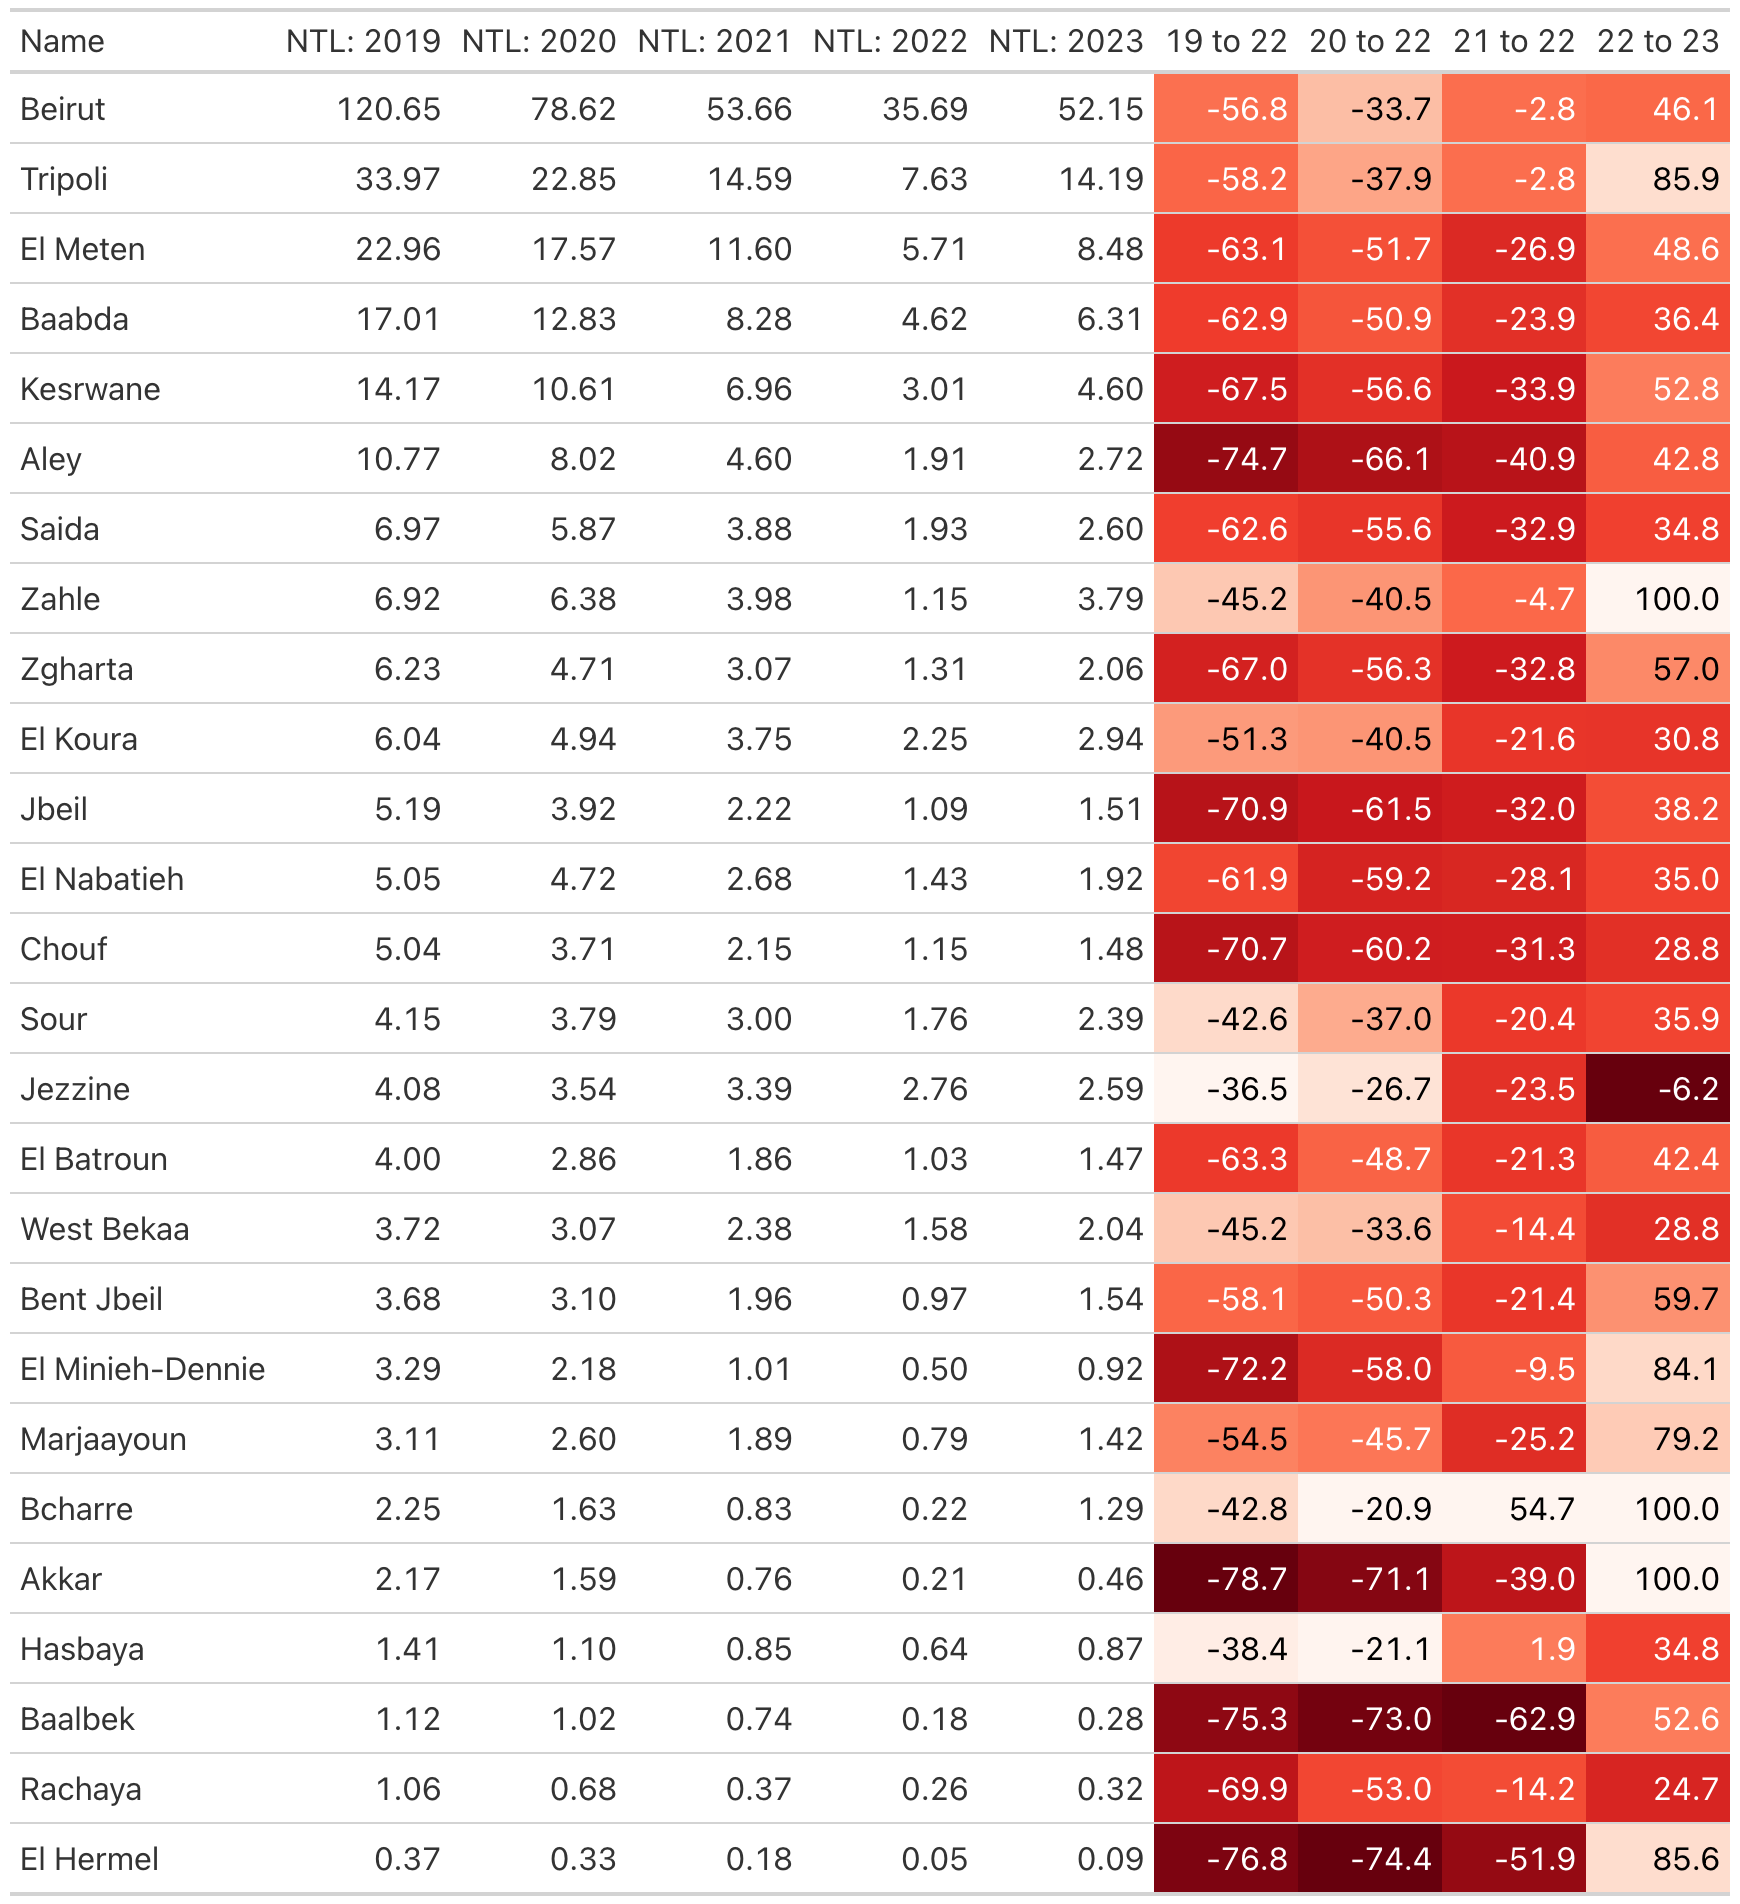 Name NTL: 2019 NTL: 2020 NTL: 2021 NTL: 2022 NTL: 2023 19 to 22 20 to 22 21 to 22 22 to 23
Beirut 120.65 78.62 53.66 35.69 52.15 -56.8 -33.7 -2.8 46.1
Tripoli 33.97 22.85 14.59 7.63 14.19 -58.2 -37.9 -2.8 85.9
El Meten 22.96 17.57 11.60 5.71 8.48 -63.1 -51.7 -26.9 48.6
Baabda 17.01 12.83 8.28 4.62 6.31 -62.9 -50.9 -23.9 36.4
Kesrwane 14.17 10.61 6.96 3.01 4.60 -67.5 -56.6 -33.9 52.8
Aley 10.77 8.02 4.60 1.91 2.72 -74.7 -66.1 -40.9 42.8
Saida 6.97 5.87 3.88 1.93 2.60 -62.6 -55.6 -32.9 34.8
Zahle 6.92 6.38 3.98 1.15 3.79 -45.2 -40.5 -4.7 100.0
Zgharta 6.23 4.71 3.07 1.31 2.06 -67.0 -56.3 -32.8 57.0
El Koura 6.04 4.94 3.75 2.25 2.94 -51.3 -40.5 -21.6 30.8
Jbeil 5.19 3.92 2.22 1.09 1.51 -70.9 -61.5 -32.0 38.2
El Nabatieh 5.05 4.72 2.68 1.43 1.92 -61.9 -59.2 -28.1 35.0
Chouf 5.04 3.71 2.15 1.15 1.48 -70.7 -60.2 -31.3 28.8
Sour 4.15 3.79 3.00 1.76 2.39 -42.6 -37.0 -20.4 35.9
Jezzine 4.08 3.54 3.39 2.76 2.59 -36.5 -26.7 -23.5 -6.2
El Batroun 4.00 2.86 1.86 1.03 1.47 -63.3 -48.7 -21.3 42.4
West Bekaa 3.72 3.07 2.38 1.58 2.04 -45.2 -33.6 -14.4 28.8
Bent Jbeil 3.68 3.10 1.96 0.97 1.54 -58.1 -50.3 -21.4 59.7
El Minieh-Dennie 3.29 2.18 1.01 0.50 0.92 -72.2 -58.0 -9.5 84.1
Marjaayoun 3.11 2.60 1.89 0.79 1.42 -54.5 -45.7 -25.2 79.2
Bcharre 2.25 1.63 0.83 0.22 1.29 -42.8 -20.9 54.7 100.0
Akkar 2.17 1.59 0.76 0.21 0.46 -78.7 -71.1 -39.0 100.0
Hasbaya 1.41 1.10 0.85 0.64 0.87 -38.4 -21.1 1.9 34.8
Baalbek 1.12 1.02 0.74 0.18 0.28 -75.3 -73.0 -62.9 52.6
Rachaya 1.06 0.68 0.37 0.26 0.32 -69.9 -53.0 -14.2 24.7
El Hermel 0.37 0.33 0.18 0.05 0.09 -76.8 -74.4 -51.9 85.6